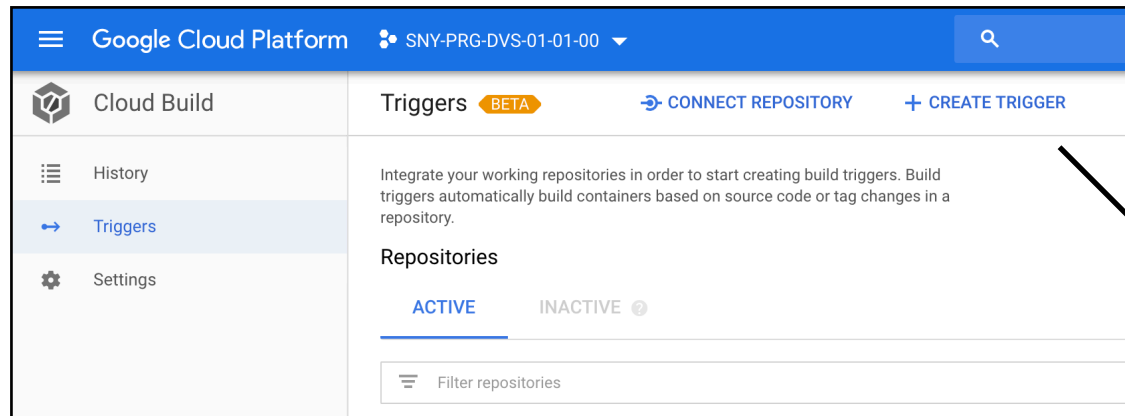 Google Cloud Platform SNY-PRG-DVS-01-01-00
Cloud Build
Triggers BETA CONNECT REPOSITORY CREATE TRIGGER
History
Triggers
Settings
Integrate your working repositories in order to start creating build triggers. Build
triggers automatically build containers based on source code or tag changes in a
repository.
Repositories
ACTIVE INACTIVE
Filter repositories